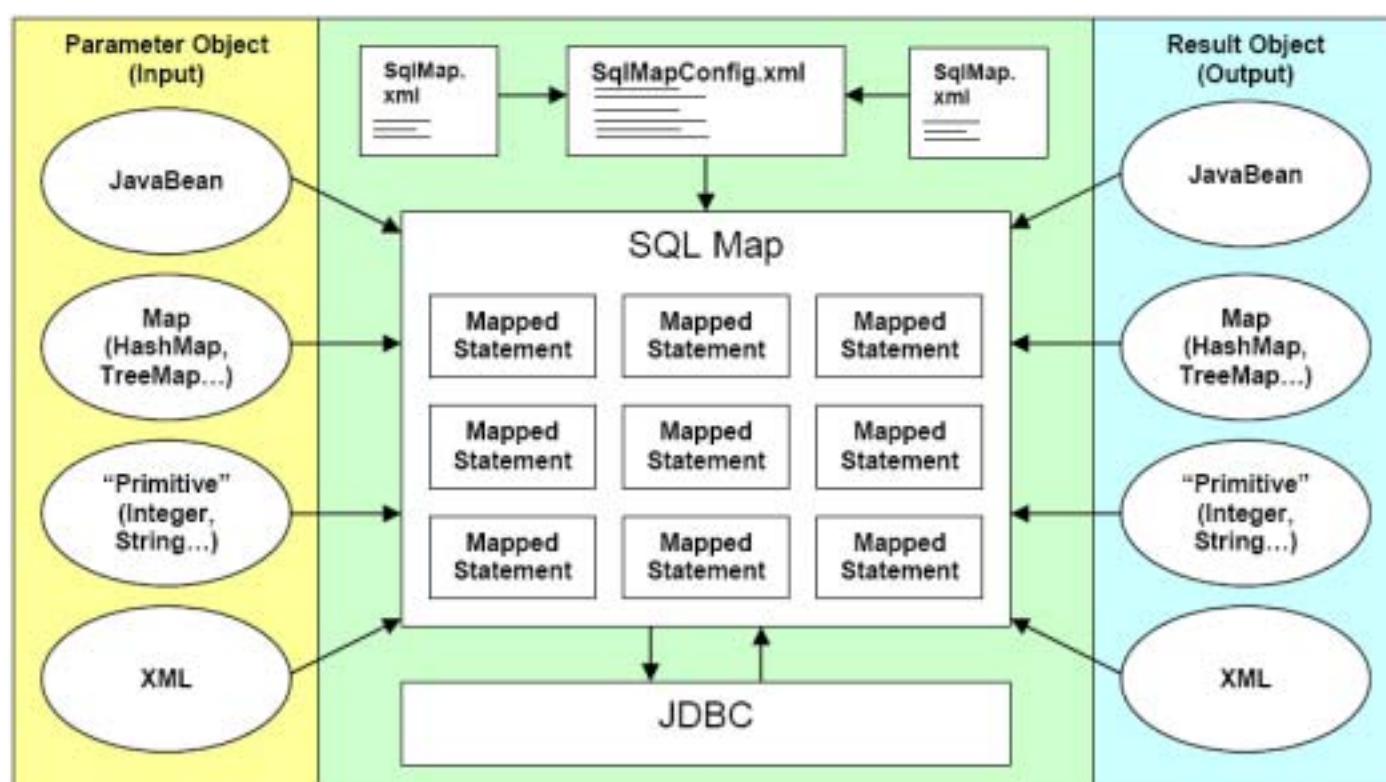 Parameter Object
(Input)
JavaBean
Map
(HashMap,
TreeMap…)
“Primitive”
(Integer,
String…)
XML
SqlMap.
xml
SqlMapConfig.xml
SqlMap.
xml
SQL Map
Mapped
Statement
Mapped
Statement
Mapped
Statement
Mapped
Statement
Mapped
Statement
Mapped
Statement
Mapped
Statement
Mapped
Statement
Mapped
Statement
JDBC
Result Object
(Output)
JavaBean
Map
(HashMap,
TreeMap…)
“Primitive”
(Integer,
String…)
XML